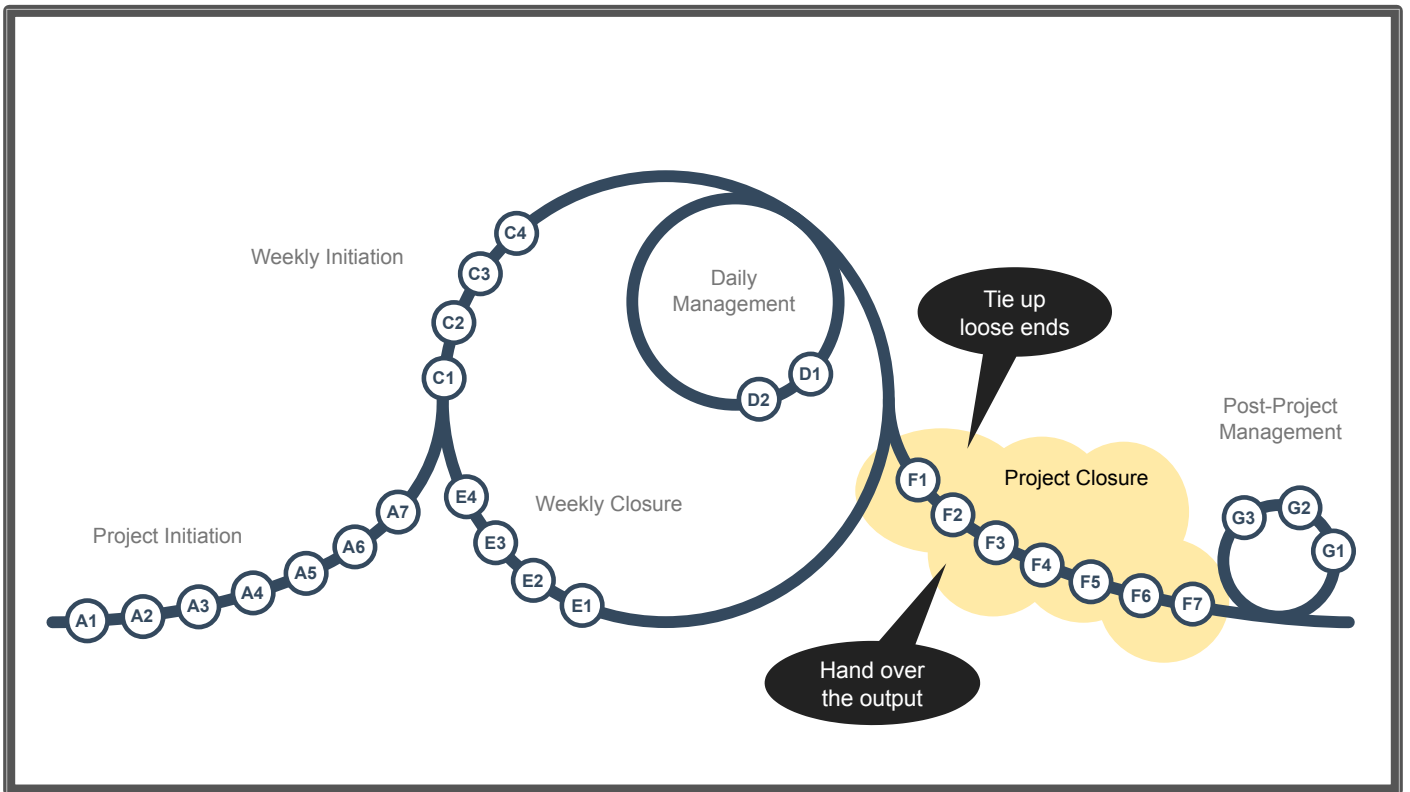 Weekly Initiation
C4
C3
C2
C1
Daily
Management
D1
D2
Tie up
loose ends
Post-Project
Management
Project Initiation
A1
A2
A3
A4
A5
A6
A7
Weekly Closure
E4
E3
E2
E1
Project Closure
F1
F2
F3
F4
F5
F6
F7
G3
G2
G1
Hand over
the output